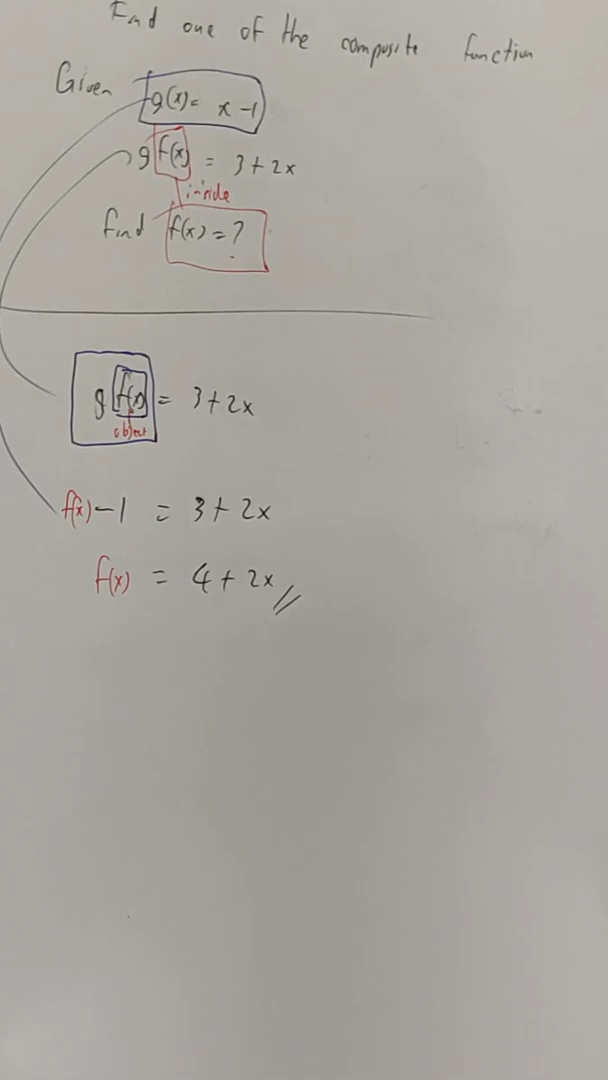 Find one of the composite function
Given g(x) = x - 1
g f(x) = 3 + 2x
inside
find f(x) = ?
g f(x) = 3 + 2x
object
f(x) - 1 = 3 + 2x
f(x) = 4 + 2x //